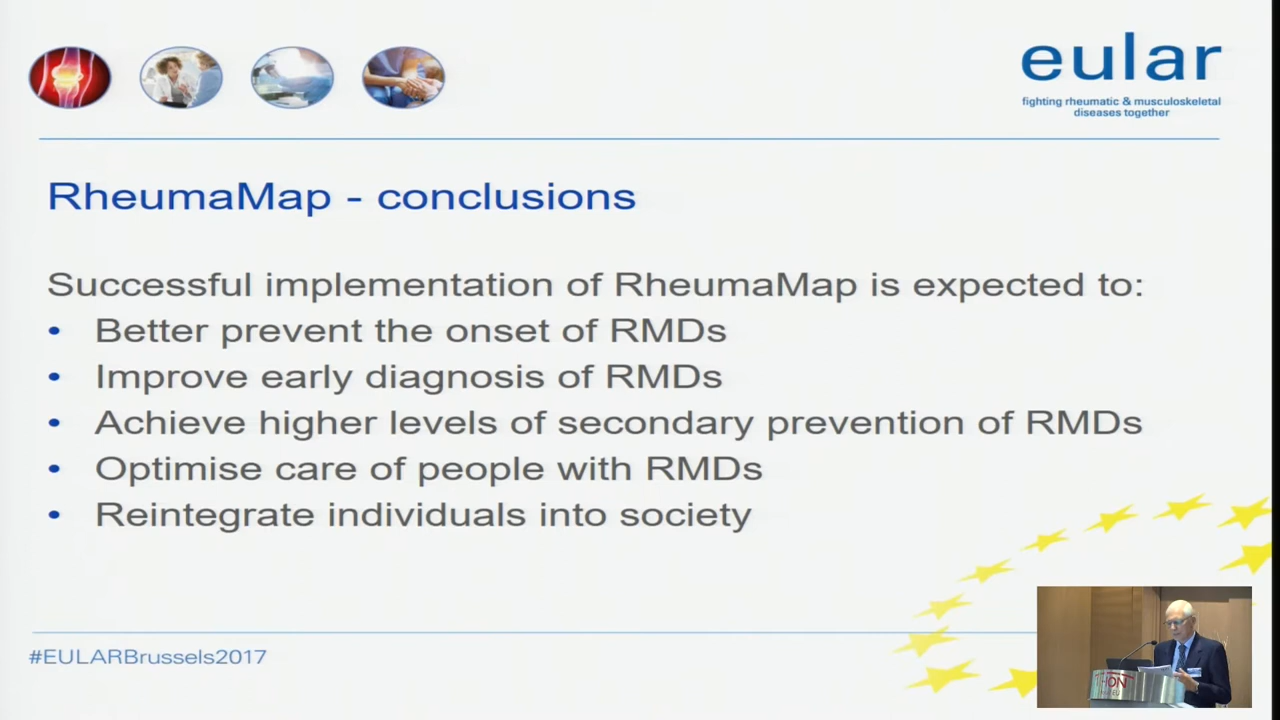 eular
fighting rheumatic & musculoskeletal
diseases together
RheumaMap - conclusions
Successful implementation of RheumaMap is expected to:
• Better prevent the onset of RMDs
• Improve early diagnosis of RMDs
• Achieve higher levels of secondary prevention of RMDs
• Optimise care of people with RMDs
• Reintegrate individuals into society
#EULARBrussels2017